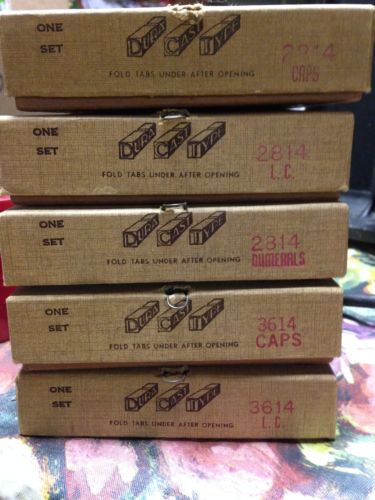 ONE
SET
DURA CAST TYPE
FOLD TABS UNDER AFTER OPENING
2814
CAPS
ONE
SET
DURA CAST TYPE
FOLD TABS UNDER AFTER OPENING
2814
L.C.
ONE
SET
DURA CAST TYPE
FOLD TABS UNDER AFTER OPENING
2814
NUMERALS
ONE
SET
DURA CAST TYPE
FOLD TABS UNDER AFTER OPENING
3614
CAPS
ONE
SET
DURA CAST TYPE
FOLD TABS UNDER AFTER OPENING
3614
L.C.